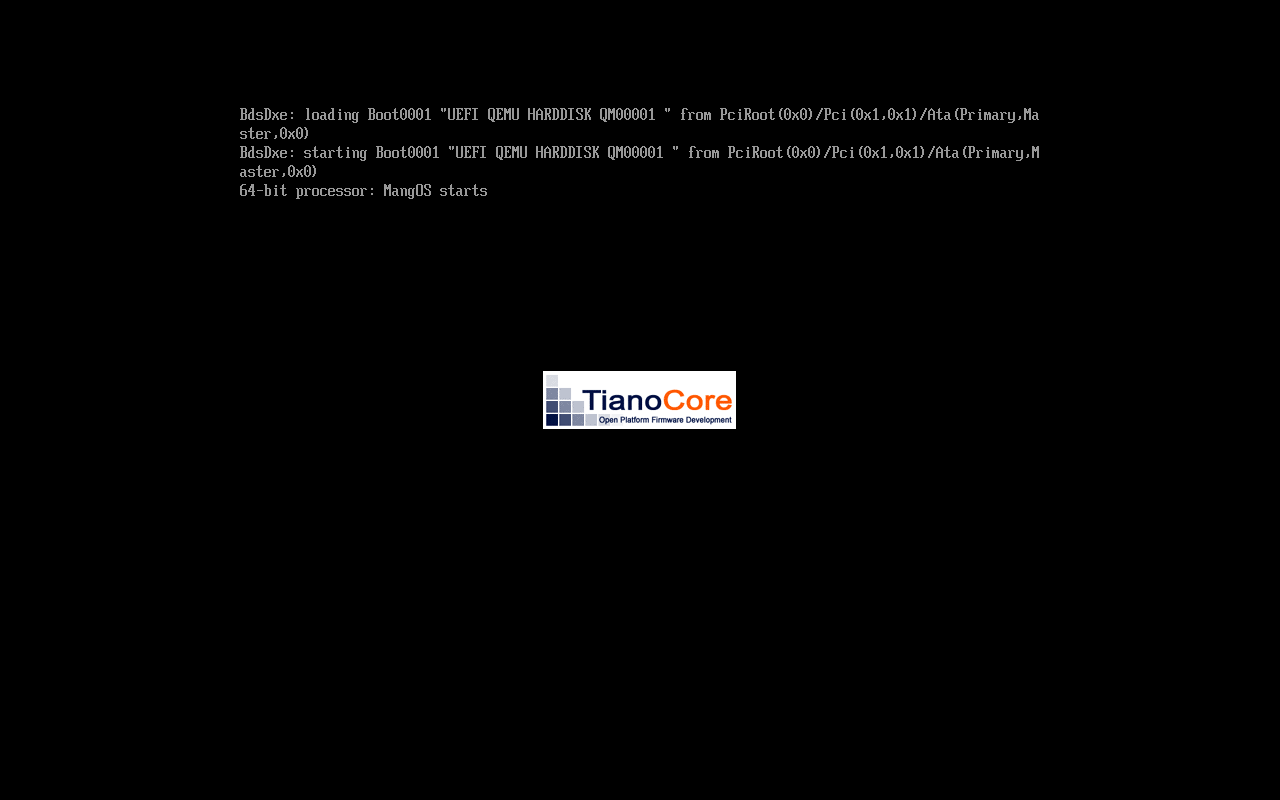 BdsDxe: loading Boot0001 "UEFI QEMU HARDDISK QM00001 " from PciRoot(0x0)/Pci(0x1,0x1)/Ata(Primary,Ma
ster,0x0)
BdsDxe: starting Boot0001 "UEFI QEMU HARDDISK QM00001 " from PciRoot(0x0)/Pci(0x1,0x1)/Ata(Primary,M
aster,0x0)
64-bit processor: MangOS starts
TianoCore
Open Platform Firmware Development